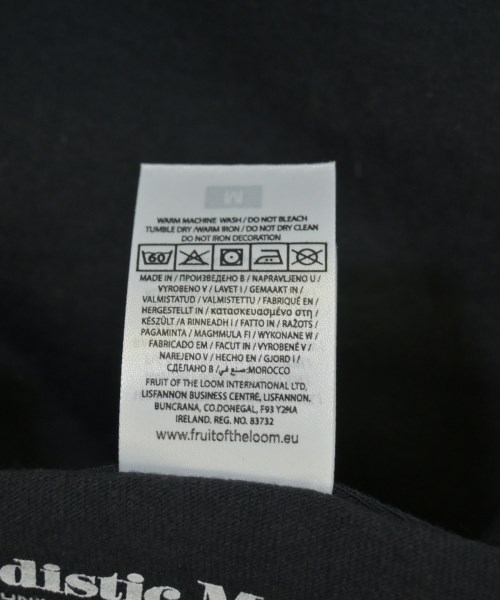 M
WARM MACHINE WASH / DO NOT BLEACH
TUMBLE DRY /WARM IRON / DO NOT DRY CLEAN
DO NOT IRON DECORATION
60
MADE IN / ПРОИЗВЕДЕНО В / NAPRAVLJENO U /
VYROBENO V / LAVET I / GEMAAKT IN /
VALMISTATUD / VALMISTETTU / FABRIQUÉ EN /
HERGESTELLT IN / κατασκευασμένο στη /
KÉSZÜLT /A RINNEADH I / FATTO IN / RAŽOTS /
PAGAMINTA / MAGHMULA FI / WYKONANE W /
FABRICADO EM / FACUT IN / VYROBENÉ V /
NAREJENO V / HECHO EN / GJORD I /
СДЕЛАНО В /صنع في:MOROCCO
FRUIT OF THE LOOM INTERNATIONAL LTD.
LISFANNON BUSINESS CENTRE, LISFANNON,
BUNCRANA, CO.DONEGAL, F93 Y2NA
IRELAND. REG NO. 83732
www.fruitoftheloom.eu
distic M